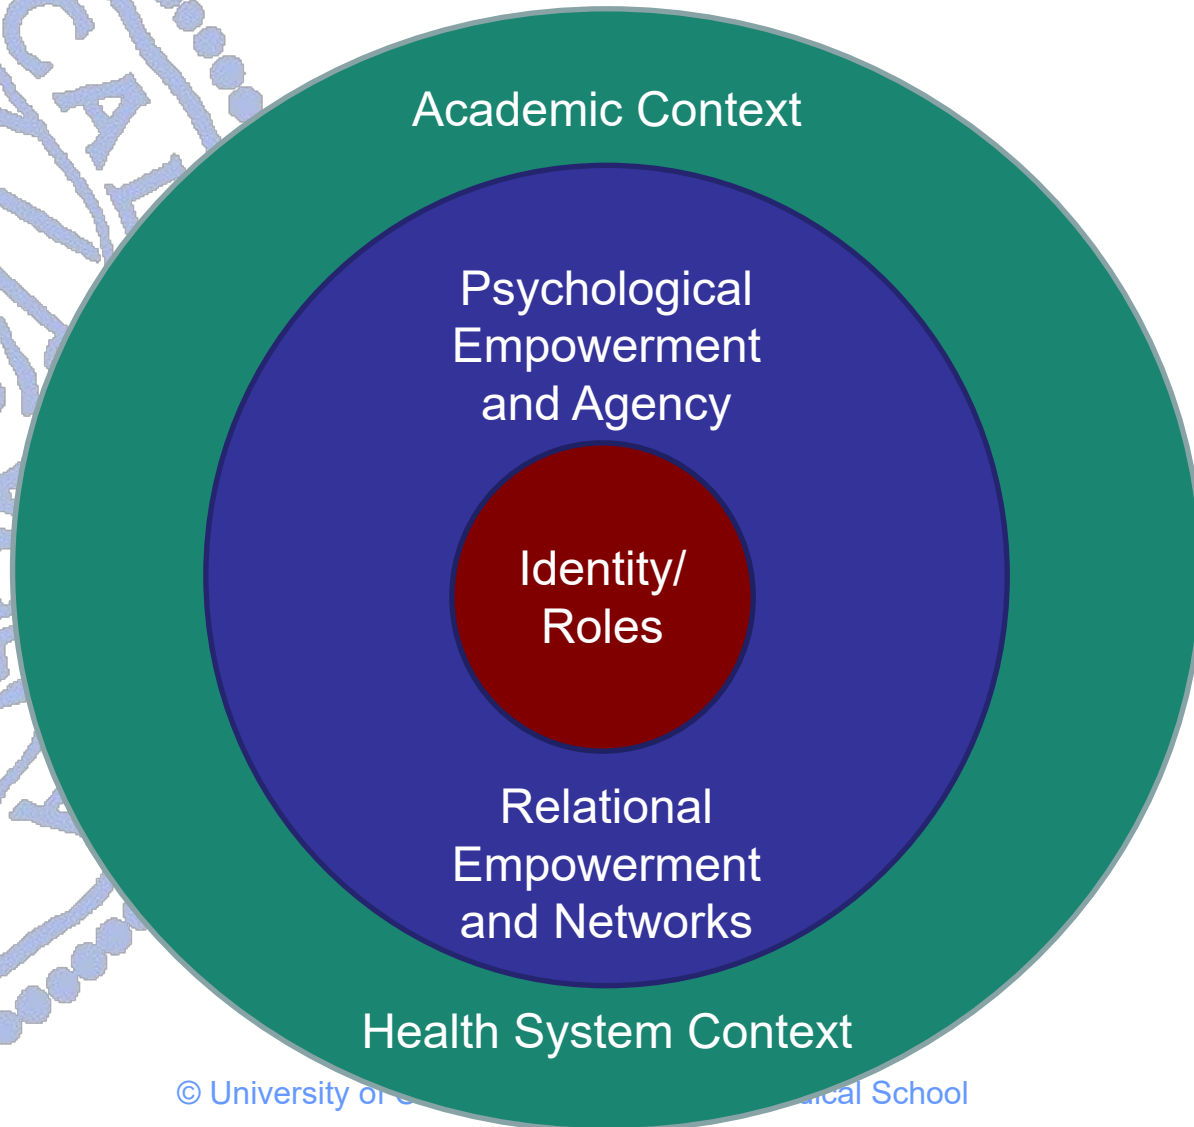 Academic Context
Psychological
Empowerment
and Agency
Identity/
Roles
Relational
Empowerment
and Networks
Health System Context
© University of School